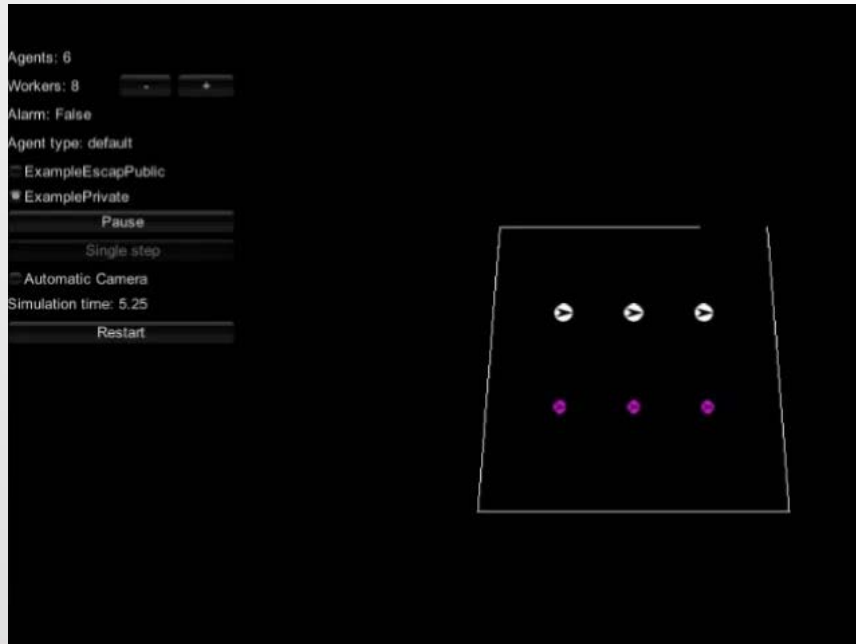 Agents: 6
Workers: 8 - +
Alarm: False
Agent type: default
ExampleEscapPublic
ExamplePrivate
Pause
Single step
Automatic Camera
Simulation time: 5.25
Restart